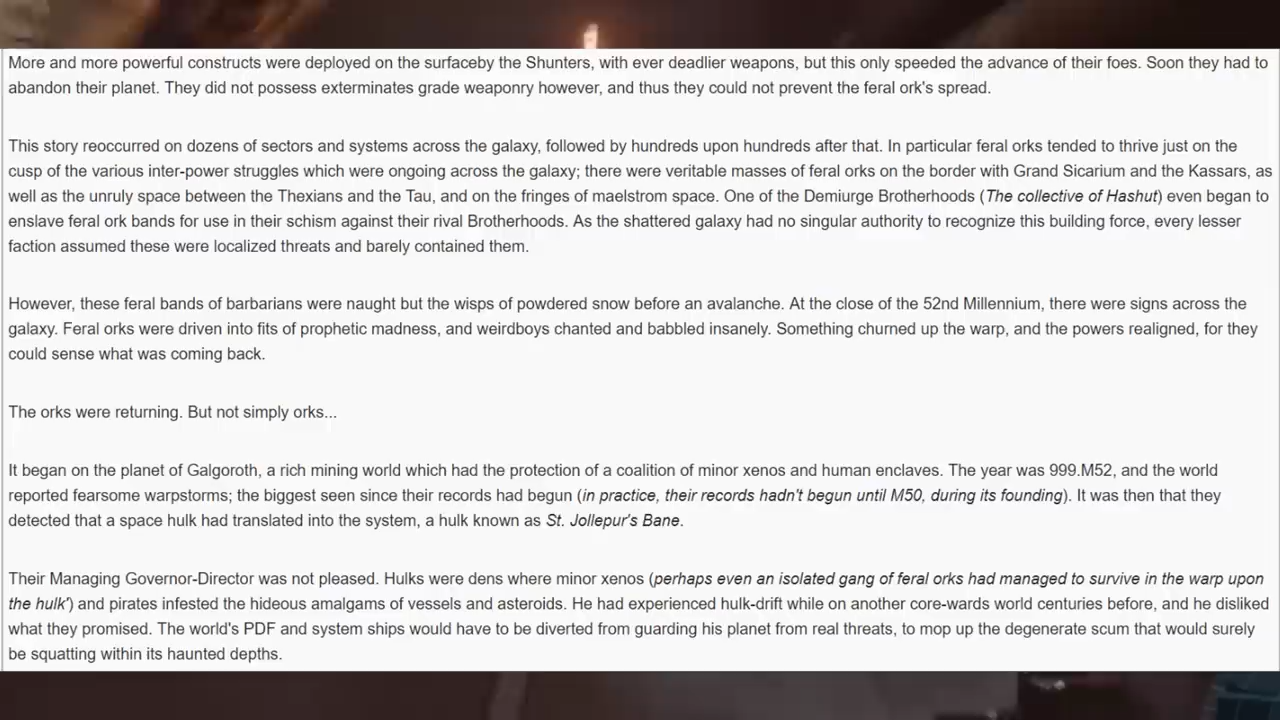 More and more powerful constructs were deployed on the surfaceby the Shunters, with ever deadlier weapons, but this only speeded the advance of their foes. Soon they had to
abandon their planet. They did not possess exterminates grade weaponry however, and thus they could not prevent the feral ork's spread.
This story reoccurred on dozens of sectors and systems across the galaxy, followed by hundreds upon hundreds after that. In particular feral orks tended to thrive just on the
cusp of the various inter-power struggles which were ongoing across the galaxy; there were veritable masses of feral orks on the border with Grand Sicarium and the Kassars, as
well as the unruly space between the Thexians and the Tau, and on the fringes of maelstrom space. One of the Demiurge Brotherhoods (The collective of Hashut) even began to
enslave feral ork bands for use in their schism against their rival Brotherhoods. As the shattered galaxy had no singular authority to recognize this building force, every lesser
faction assumed these were localized threats and barely contained them.
However, these feral bands of barbarians were naught but the wisps of powdered snow before an avalanche. At the close of the 52nd Millennium, there were signs across the
galaxy. Feral orks were driven into fits of prophetic madness, and weirdboys chanted and babbled insanely. Something churned up the warp, and the powers realigned, for they
could sense what was coming back.
The orks were returning. But not simply orks...
It began on the planet of Galgoroth, a rich mining world which had the protection of a coalition of minor xenos and human enclaves. The year was 999.M52, and the world
reported fearsome warpstorms; the biggest seen since their records had begun (in practice, their records hadn't begun until M50, during its founding). It was then that they
detected that a space hulk had translated into the system, a hulk known as St. Jollepur's Bane.
Their Managing Governor-Director was not pleased. Hulks were dens where minor xenos (perhaps even an isolated gang of feral orks had managed to survive in the warp upon
the hulk') and pirates infested the hideous amalgams of vessels and asteroids. He had experienced hulk-drift while on another core-wards world centuries before, and he disliked
what they promised. The world's PDF and system ships would have to be diverted from guarding his planet from real threats, to mop up the degenerate scum that would surely
be squatting within its haunted depths.